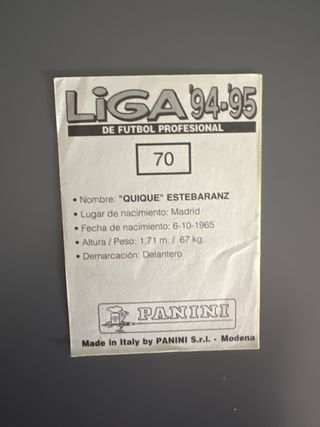 LiGA '94-'95
DE FUTBOL PROFESIONAL
70
• Nombre: "QUIQUE" ESTEBARANZ
• Lugar de nacimiento: Madrid
• Fecha de nacimiento: 6-10-1965
• Altura / Peso: 1,71 m. / 67 kg.
• Demarcación: Delantero
PANINI
Made in Italy by PANINI S.r.l. - Modena